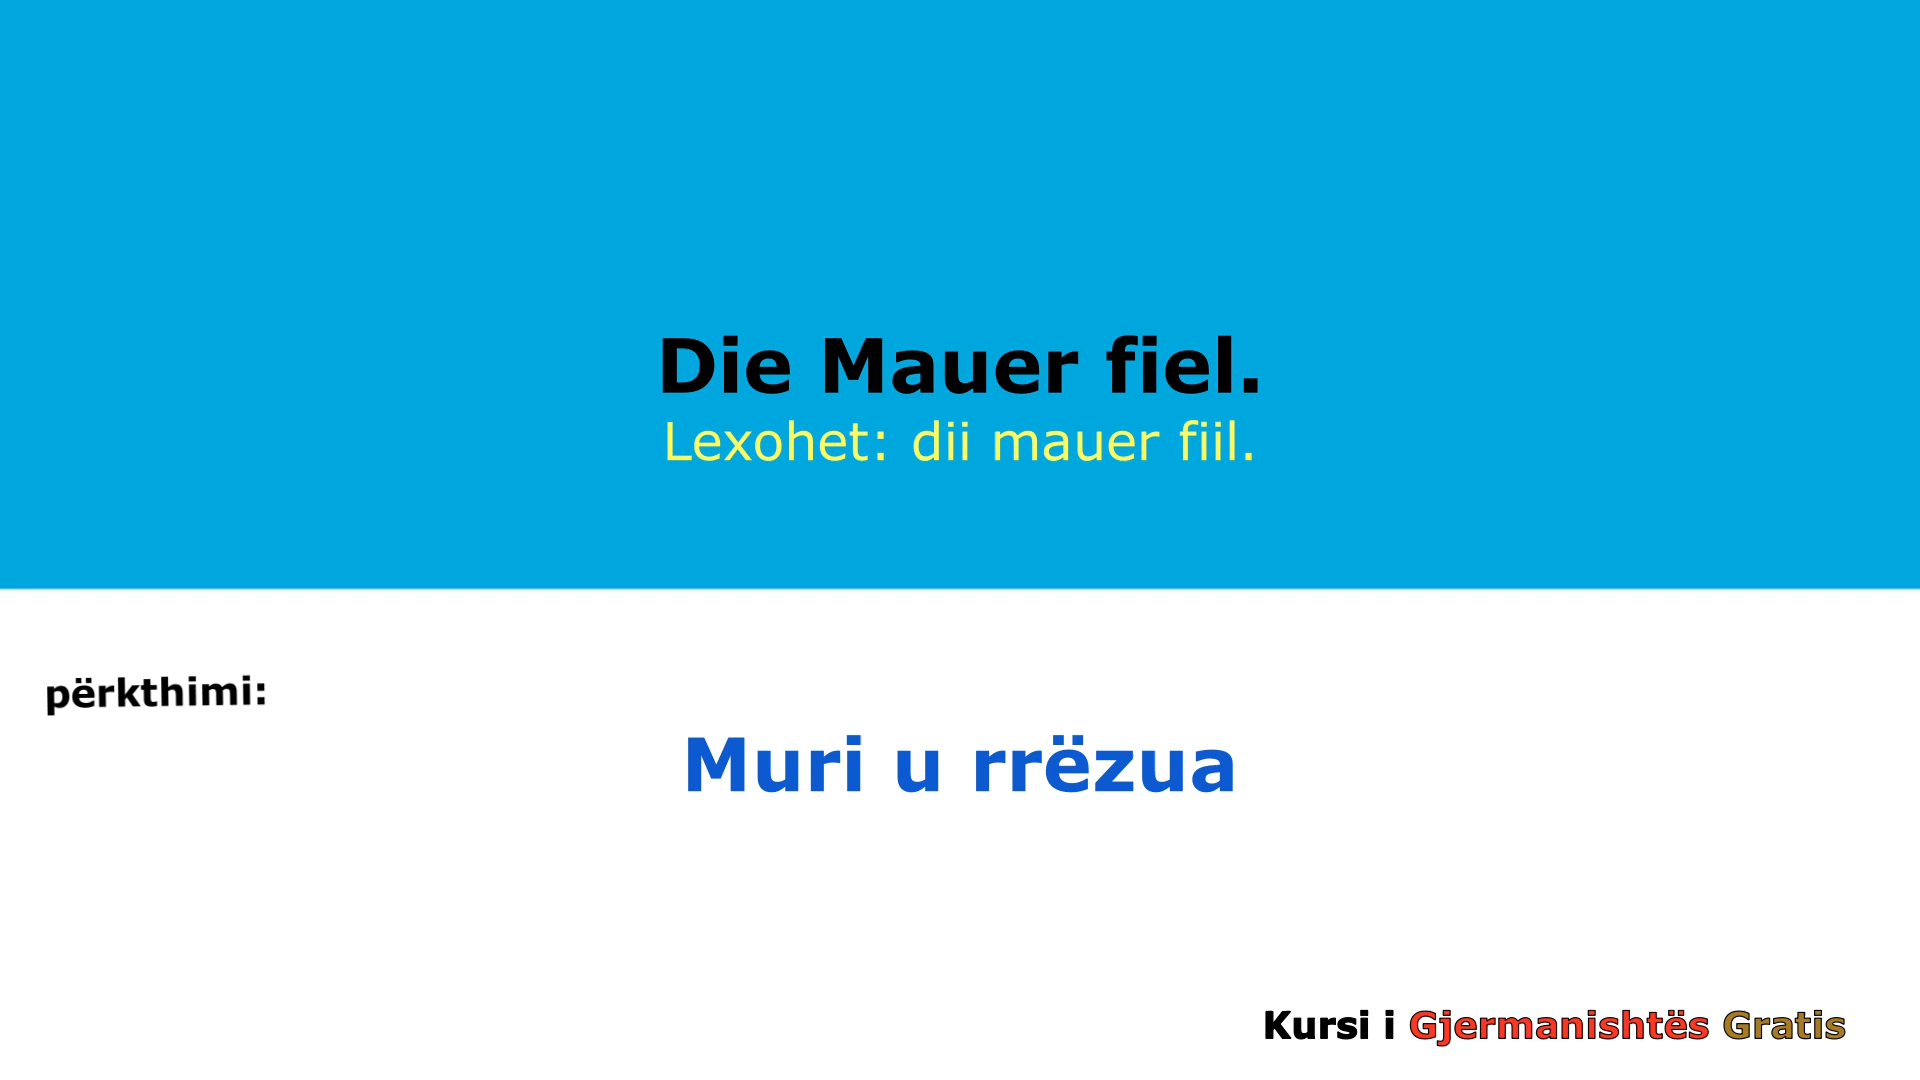 Die Mauer fiel.
Lexohet: dii mauer fiil.
përkthimi:
Muri u rrëzua
Kursi i Gjermanishtës Gratis